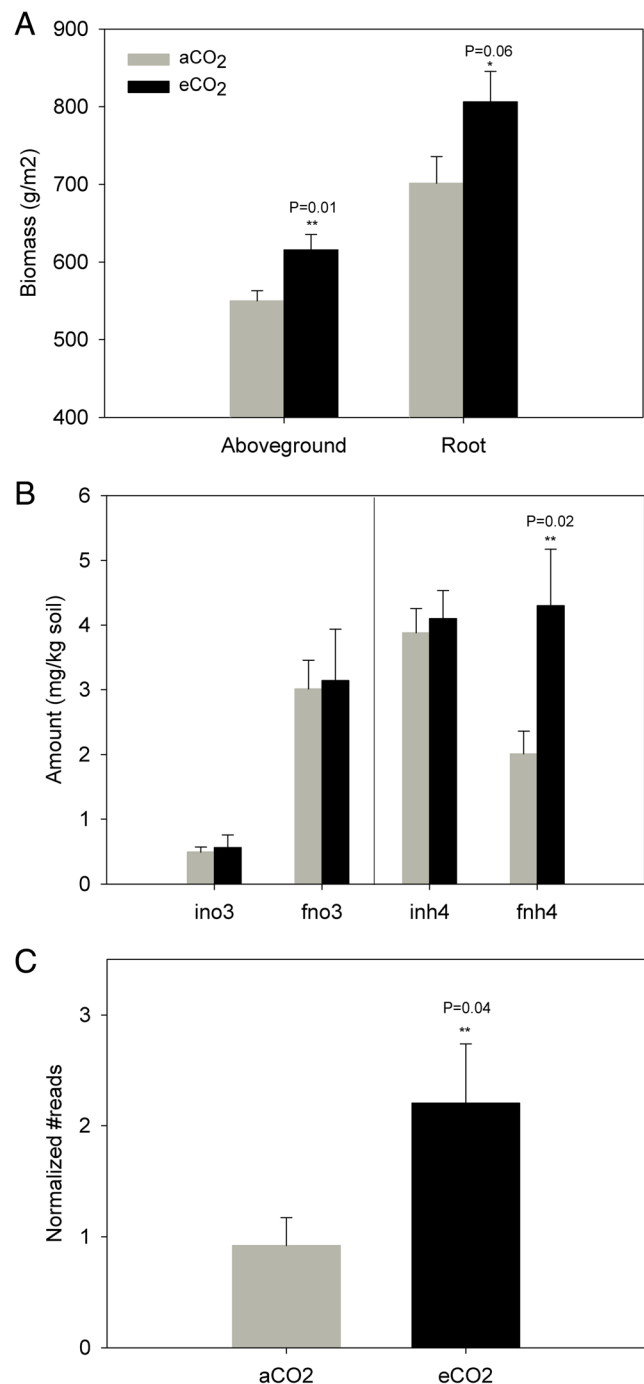 A
900
800
700
600
500
400
Biomass (g/m2)
aCO2
eCO2
P=0.01
**
P=0.06
*
Aboveground Root
B
6
5
4
3
2
1
0
Amount (mg/kg soil)
P=0.02
**
ino3 fno3 inh4 fnh4
C
3
2
1
0
Normalized #reads
P=0.04
**
aCO2 eCO2